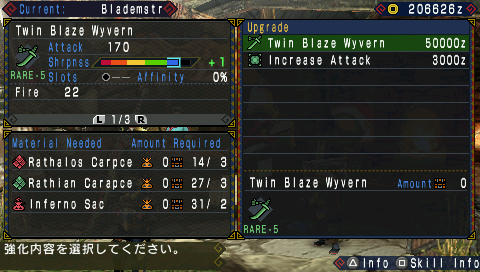 Current: Blademstr
206626z
Twin Blaze Wyvern
Attack 170
Shrpnss +1
RARE-5 Slots -- Affinity 0%
Fire 22
L 1/3 R
Material Needed Amount Required
Rathalos Carpce 0 14/ 3
Rathian Carapace 0 27/ 3
Inferno Sac 0 31/ 2
Upgrade
Twin Blaze Wyvern 50000z
Increase Attack 3000z
Twin Blaze Wyvern Amount 0
RARE-5
強化内容を選択してください。
Info Skill Info